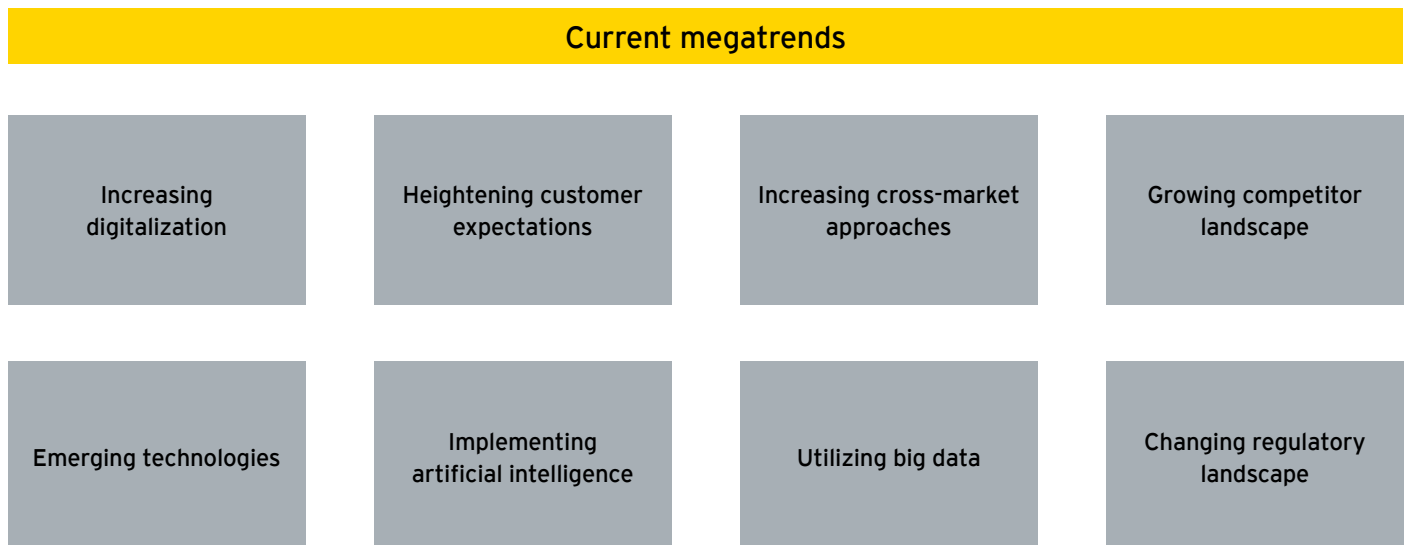 Current megatrends
Increasing
digitalization
Heightening customer
expectations
Increasing cross-market
approaches
Growing competitor
landscape
Emerging technologies
Implementing
artificial intelligence
Utilizing big data
Changing regulatory
landscape